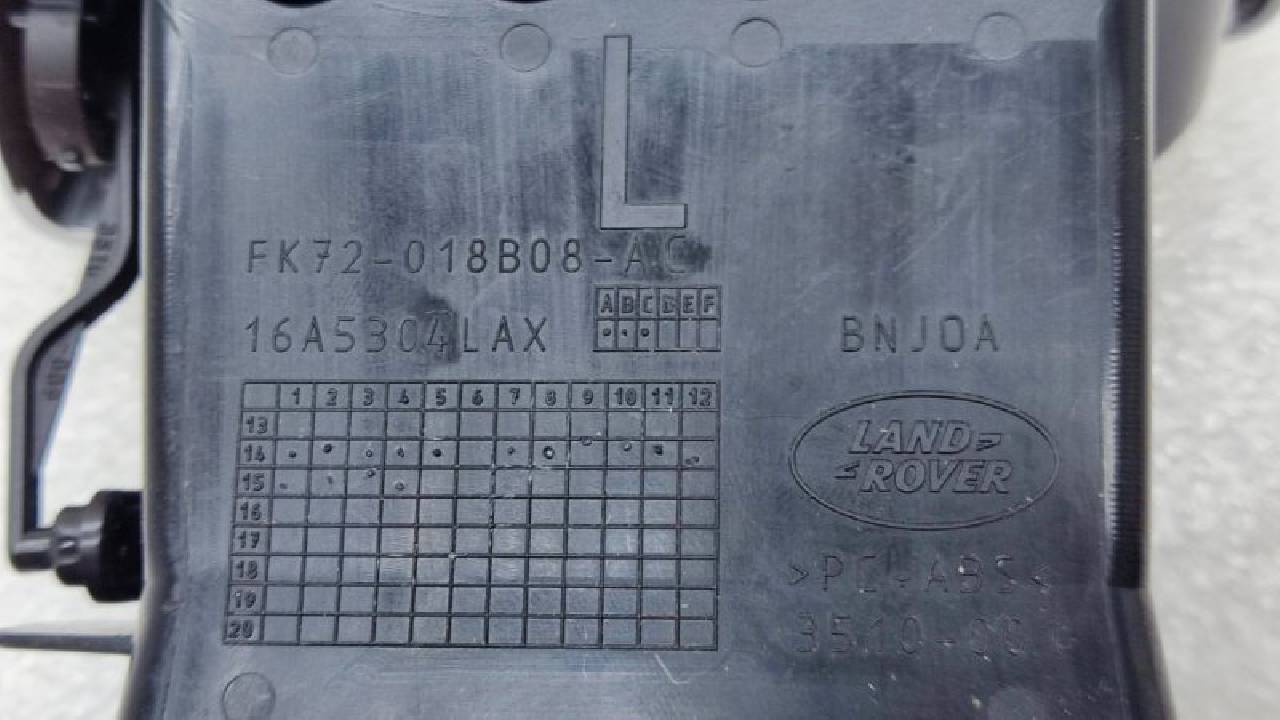 L
FK72-018B08-AC
A B C D E F
16A5304LAX
BNJOA
1 2 3 4 5 6 7 8 9 10 11 12
13
14
15
16
17
18
19
20
LAND
ROVER
>PC+ABS<